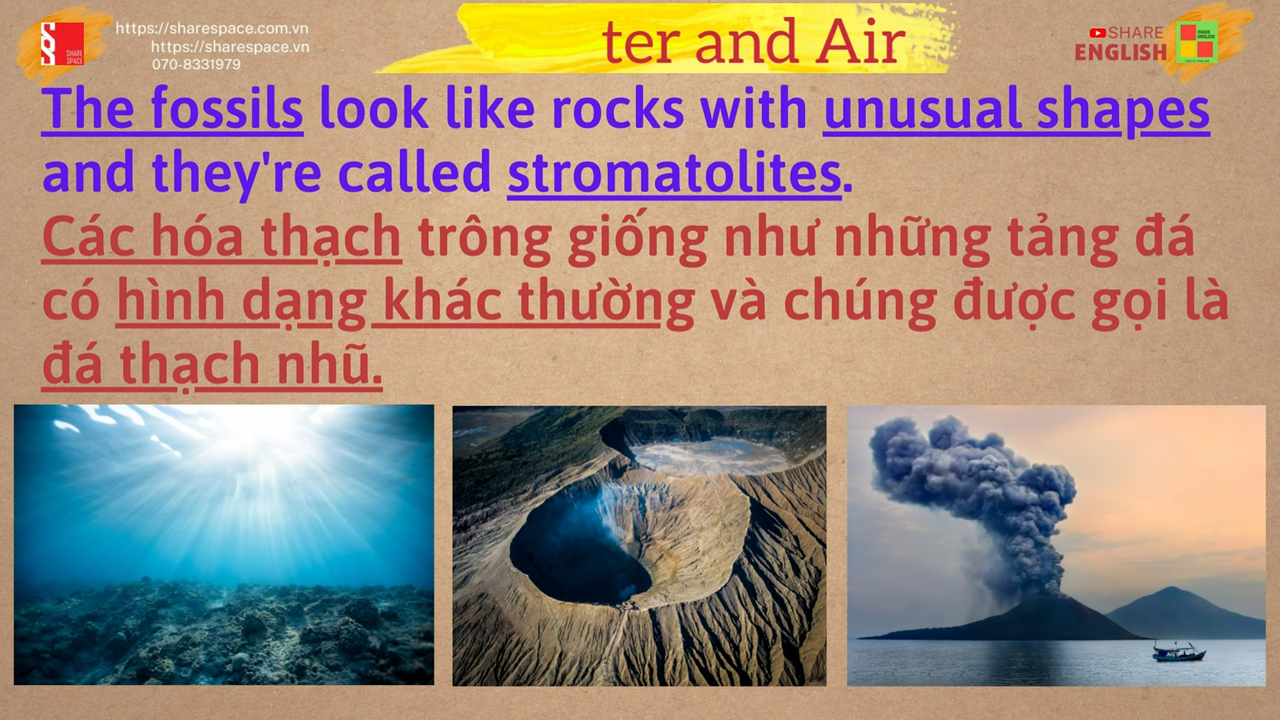 https://sharespace.com.vn
https://sharespace.vn
070-8331979
SHARE SPACE
ter and Air
SHARE
ENGLISH
The fossils look like rocks with unusual shapes
and they're called stromatolites.
Các hóa thạch trông giống như những tảng đá
có hình dạng khác thường và chúng được gọi là
đá thạch nhũ.